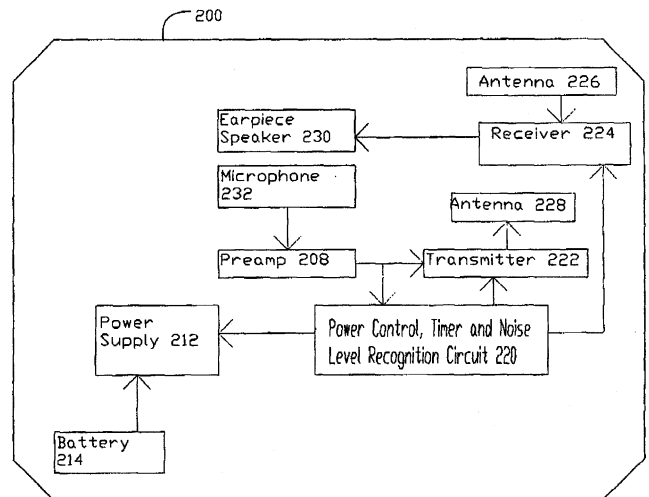 200
Antenna 226
Earpiece
Speaker 230
Receiver 224
Microphone
232
Antenna 228
Preamp 208
Transmitter 222
Power
Supply 212
Power Control, Timer and Noise
Level Recognition Circuit 220
Battery
214